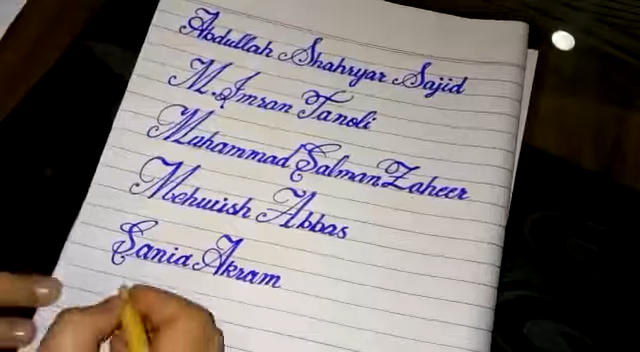 Abdullah Shahryar Sajid
M. Imran Tanoli
Muhammad Salman Zaheer
Mehwish Abbas
Sania Akram